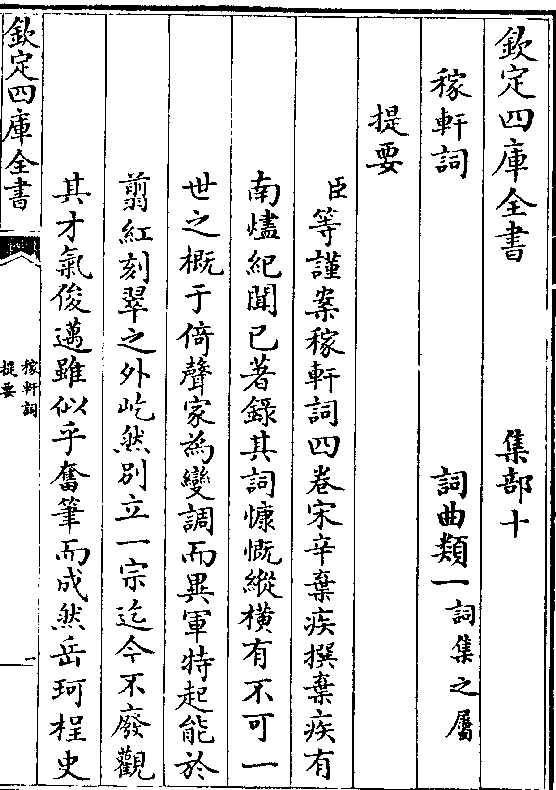 欽定四庫全書 集部十
稼軒詞 詞曲類一詞集之屬
提要
臣等謹案稼軒詞四卷宋辛棄疾撰棄疾有
南燼紀聞已著錄其詞慷慨縱橫有不可一
世之概于倚聲家為變調而異軍特起能於
翦紅刻翠之外屹然別立一宗迄今不廢觀
其才氣俊邁雖似乎奮筆而成然岳珂桯史
欽定四庫全書
稼軒詞
提要
一